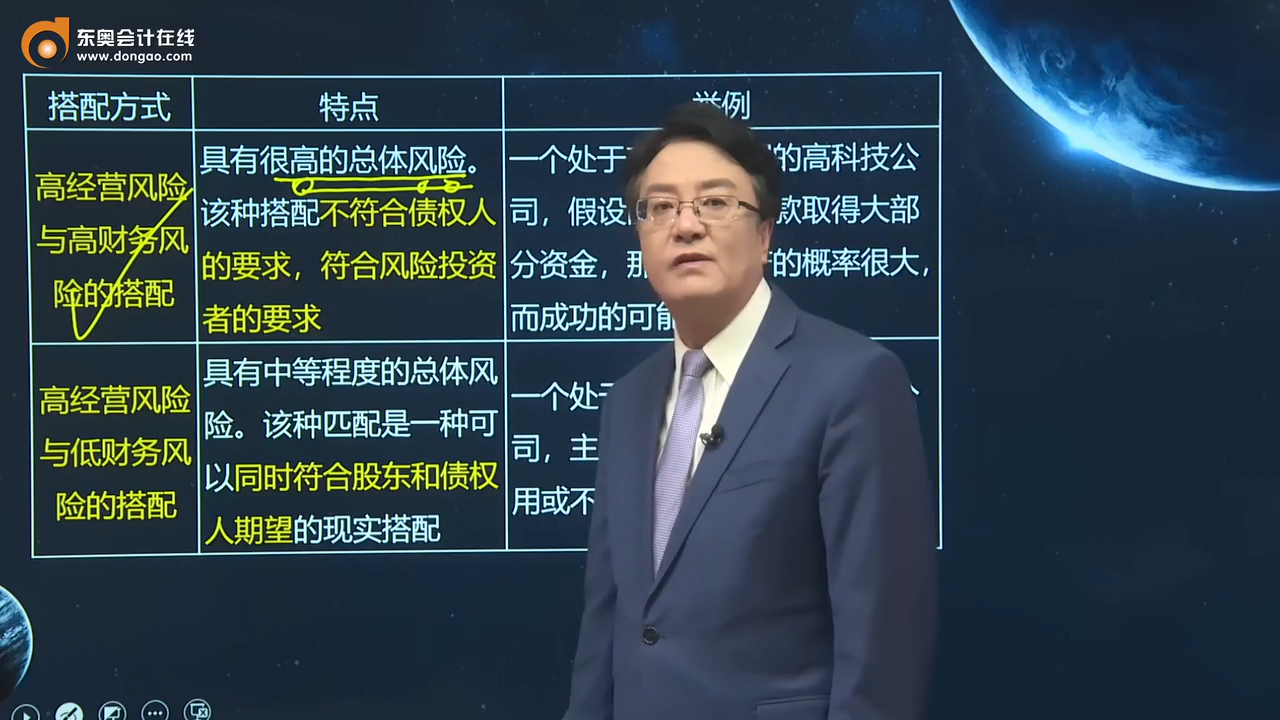 东奥会计在线
www.dongao.com
搭配方式
特点
举例
高经营风险
与高财务风
险的搭配
具有很高的总体风险。
该种搭配不符合债权人
的要求，符合风险投资
者的要求
一个处于
的高科技公
司，假设
款取得大部
分资金，那
的概率很大，
而成功的可能
高经营风险
与低财务风
险的搭配
具有中等程度的总体风
险。该种匹配是一种可
以同时符合股东和债权
人期望的现实搭配
一个处于
司，主
用或不